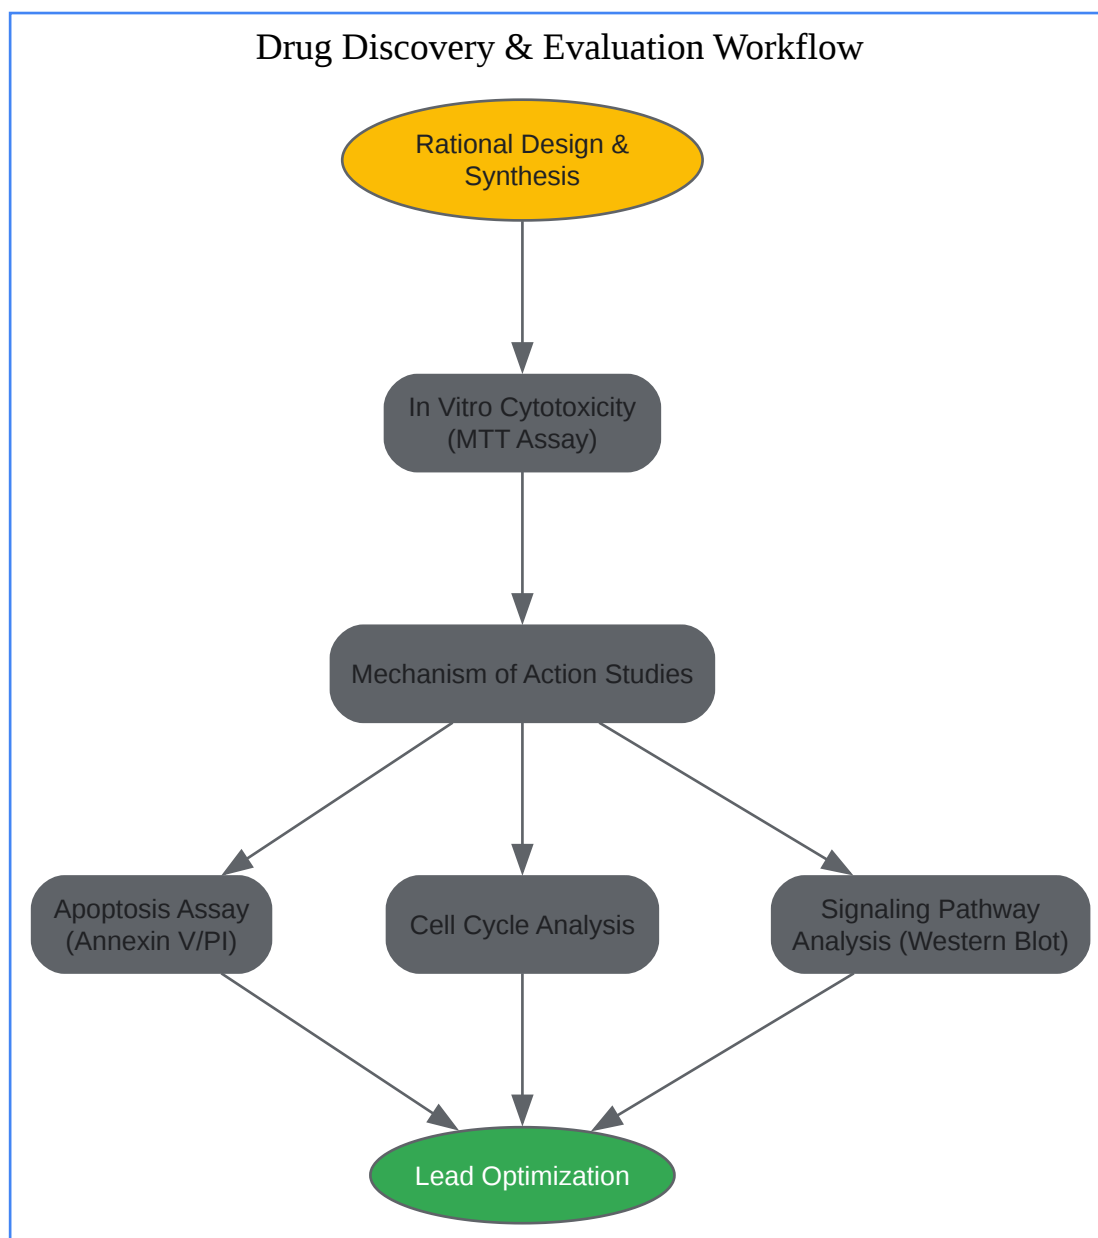 Drug Discovery & Evaluation Workflow
Rational Design &
Synthesis
In Vitro Cytotoxicity
(MTT Assay)
Mechanism of Action Studies
Apoptosis Assay
(Annexin V/PI)
Cell Cycle Analysis
Signaling Pathway
Analysis (Western Blot)
Lead Optimization